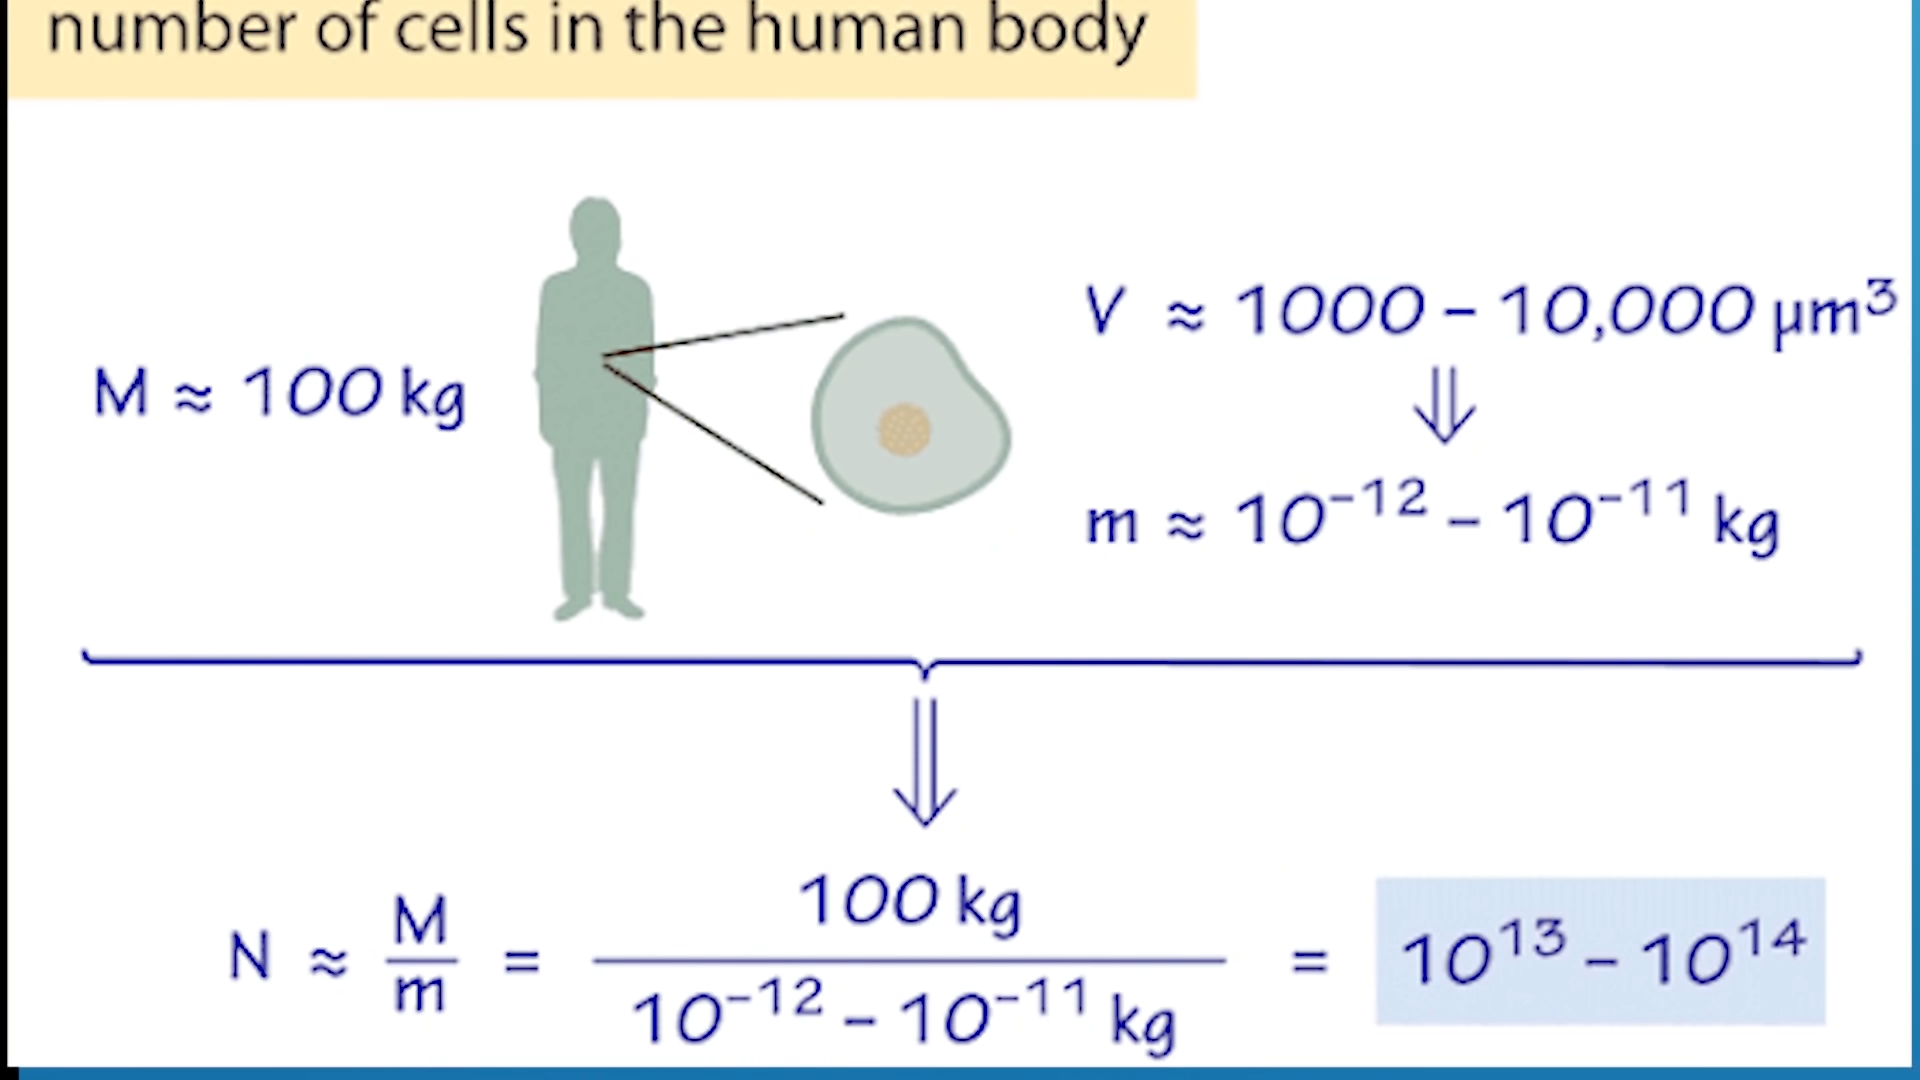 number of cells in the human body
M ≈ 100 kg
V ≈ 1000 – 10,000 µm³
⇓
m ≈ 10⁻¹² – 10⁻¹¹ kg
⇓
N ≈ M/m = 100 kg / 10⁻¹² – 10⁻¹¹ kg = 10¹³ – 10¹⁴